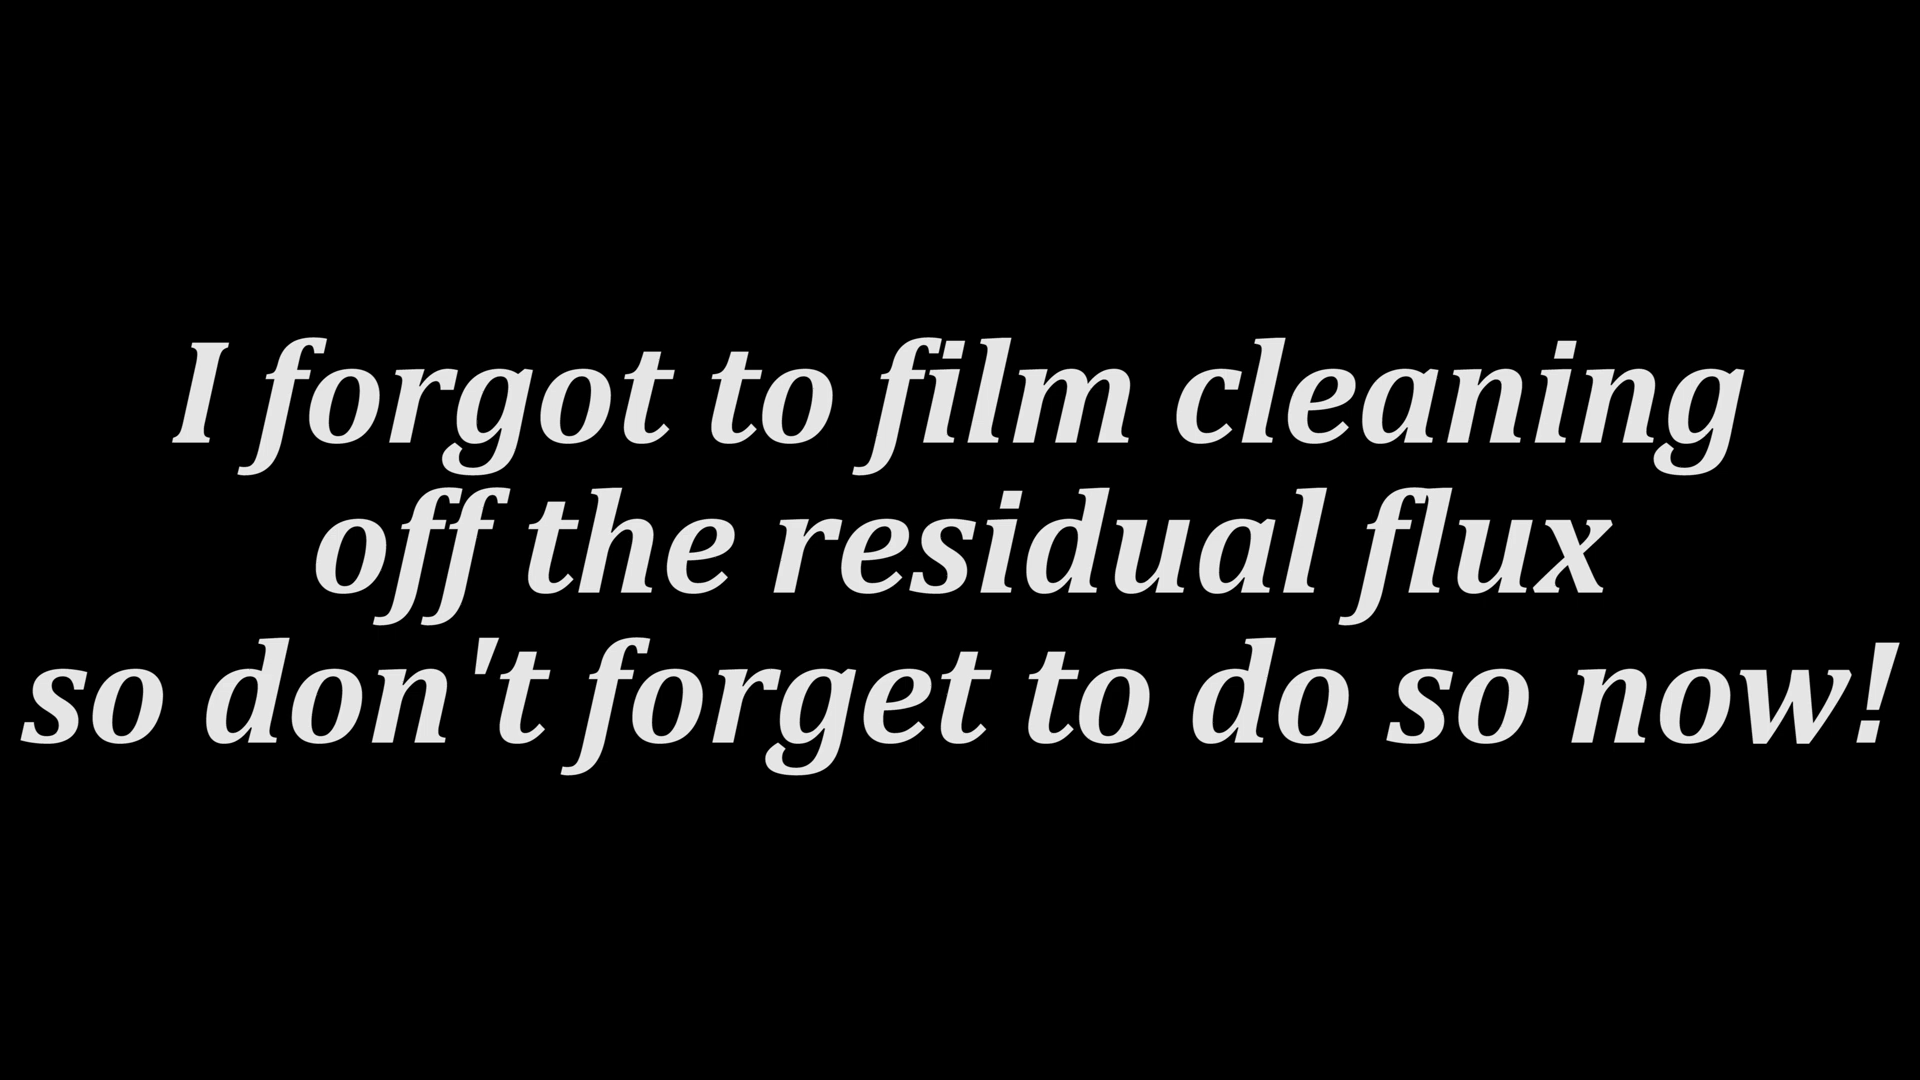 I forgot to film cleaning
off the residual flux
so don't forget to do so now!